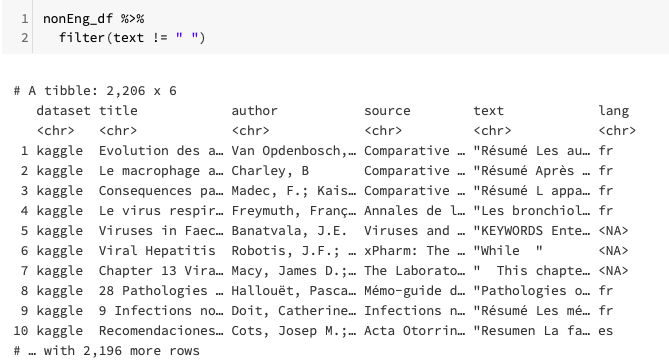 1 nonEng_df %>%
2 filter(text != " ")
# A tibble: 2,206 x 6
dataset title author source text lang
<chr> <chr> <chr> <chr> <chr> <chr>
1 kaggle Evolution des a… Van Opdenbosch,… Comparative … "Résumé Les au… fr
2 kaggle Le macrophage a… Charley, B Comparative … "Résumé Après … fr
3 kaggle Consequences pa… Madec, F.; Kais… Comparative … "Résumé L appa… fr
4 kaggle Le virus respir… Freymuth, Franç… Annales de l… "Les bronchiol… fr
5 kaggle Viruses in Faec… Banatvala, J.E. Viruses and … "KEYWORDS Ente… <NA>
6 kaggle Viral Hepatitis Robotis, J.F.; … xPharm: The … "While  " <NA>
7 kaggle Chapter 13 Vira… Macy, James D.;… The Laborato… "  This chapte… <NA>
8 kaggle 28 Pathologies … Hallouët, Pasca… Mémo-guide d… "Pathologies o… fr
9 kaggle 9 Infections no… Doit, Catherine… Infections n… "Résumé Les mé… fr
10 kaggle Recomendaciones… Cots, Josep M.;… Acta Otorrin… "Resumen La fa… es
# … with 2,196 more rows